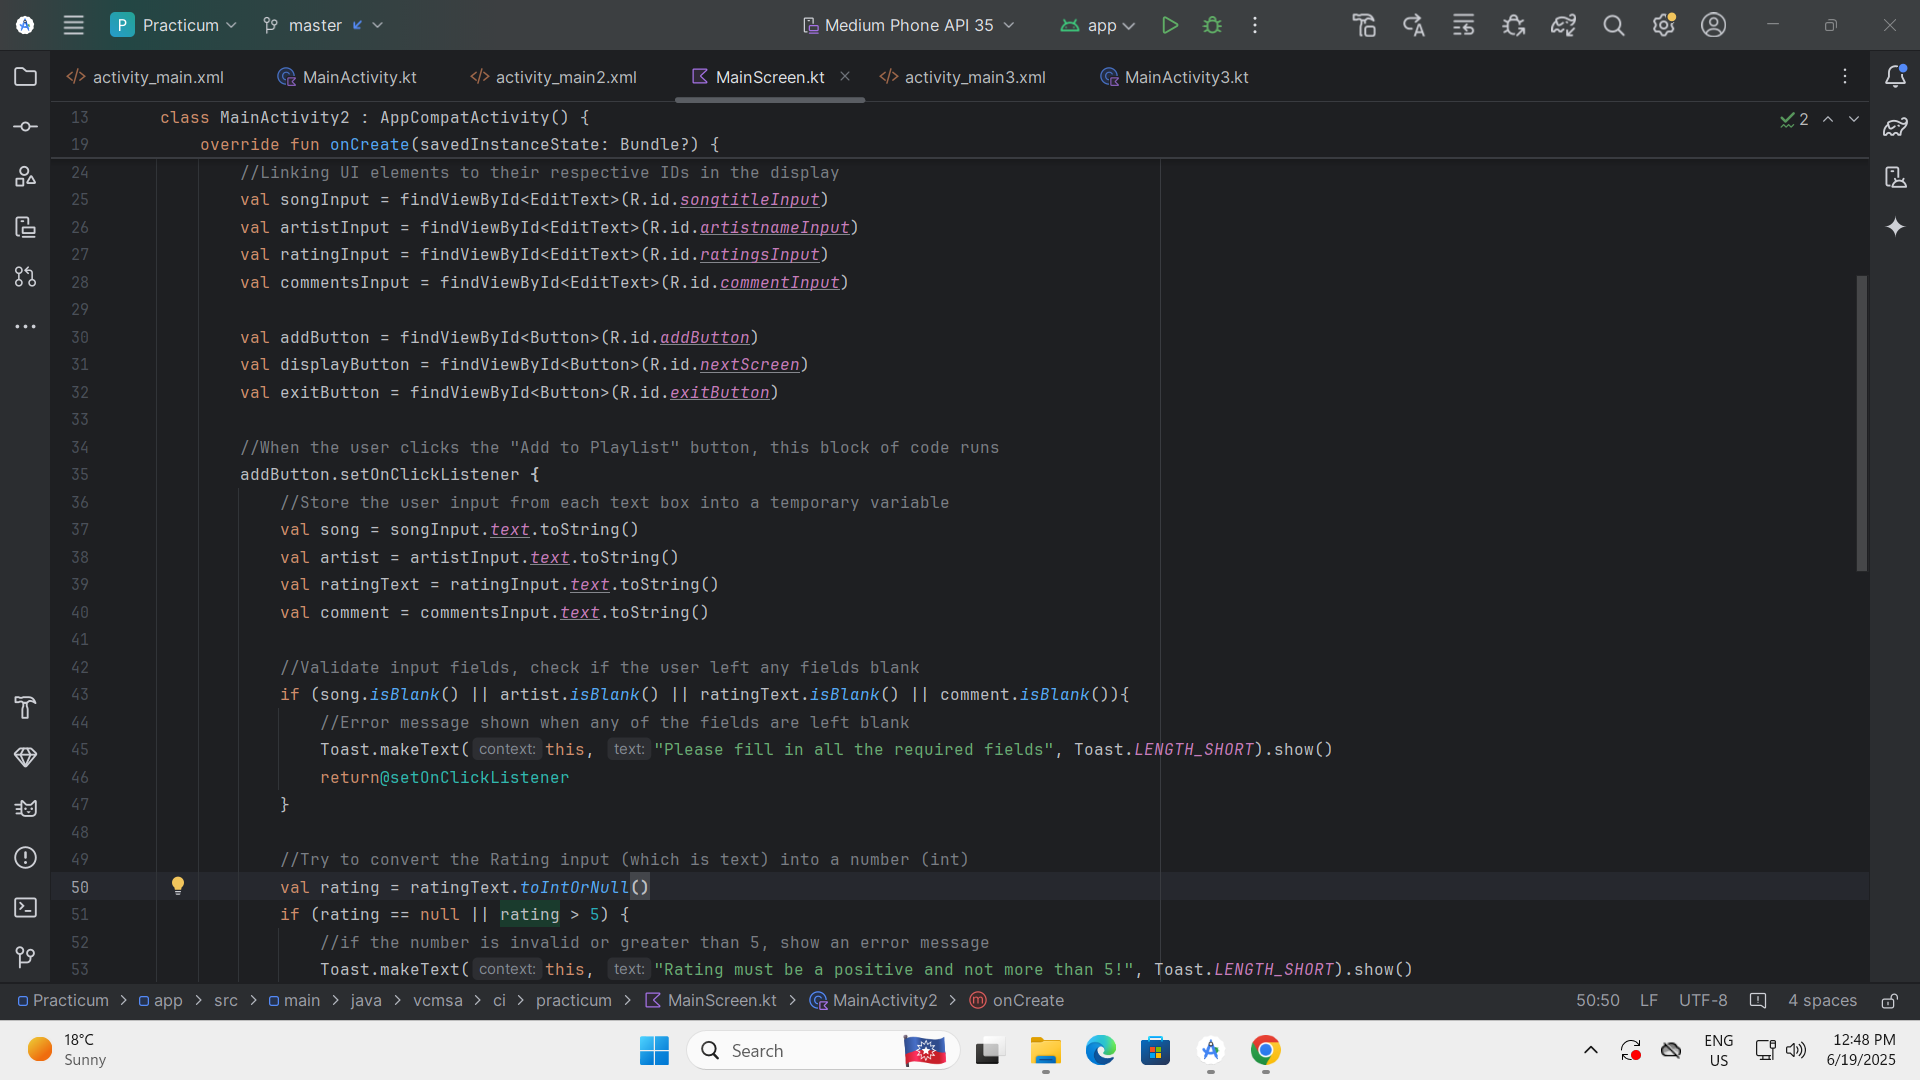 P Practicum master Medium Phone API 35 app
activity_main.xml MainActivity.kt activity_main2.xml MainScreen.kt activity_main3.xml MainActivity3.kt
13 class MainActivity2 : AppCompatActivity() { 2
19 override fun onCreate(savedInstanceState: Bundle?) {
24 //Linking UI elements to their respective IDs in the display
25 val songInput = findViewById<EditText>(R.id.songtitleInput)
26 val artistInput = findViewById<EditText>(R.id.artistnameInput)
27 val ratingInput = findViewById<EditText>(R.id.ratingsInput)
28 val commentsInput = findViewById<EditText>(R.id.commentInput)
29
30 val addButton = findViewById<Button>(R.id.addButton)
31 val displayButton = findViewById<Button>(R.id.nextScreen)
32 val exitButton = findViewById<Button>(R.id.exitButton)
33
34 //When the user clicks the "Add to Playlist" button, this block of code runs
35 addButton.setOnClickListener {
36 //Store the user input from each text box into a temporary variable
37 val song = songInput.text.toString()
38 val artist = artistInput.text.toString()
39 val ratingText = ratingInput.text.toString()
40 val comment = commentsInput.text.toString()
41
42 //Validate input fields, check if the user left any fields blank
43 if (song.isBlank() || artist.isBlank() || ratingText.isBlank() || comment.isBlank()){
44 //Error message shown when any of the fields are left blank
45 Toast.makeText( context: this, text: "Please fill in all the required fields", Toast.LENGTH_SHORT).show()
46 return@setOnClickListener
47 }
48
49 //Try to convert the Rating input (which is text) into a number (int)
50 val rating = ratingText.toIntOrNull()
51 if (rating == null || rating > 5) {
52 //if the number is invalid or greater than 5, show an error message
53 Toast.makeText( context: this, text: "Rating must be a positive and not more than 5!", Toast.LENGTH_SHORT).show()
Practicum > app > src > main > java > vcmsa > ci > practicum > MainScreen.kt > MainActivity2 > m onCreate 50:50 LF UTF-8 4 spaces
18°C
Sunny
Search
ENG
US
12:48 PM
6/19/2025